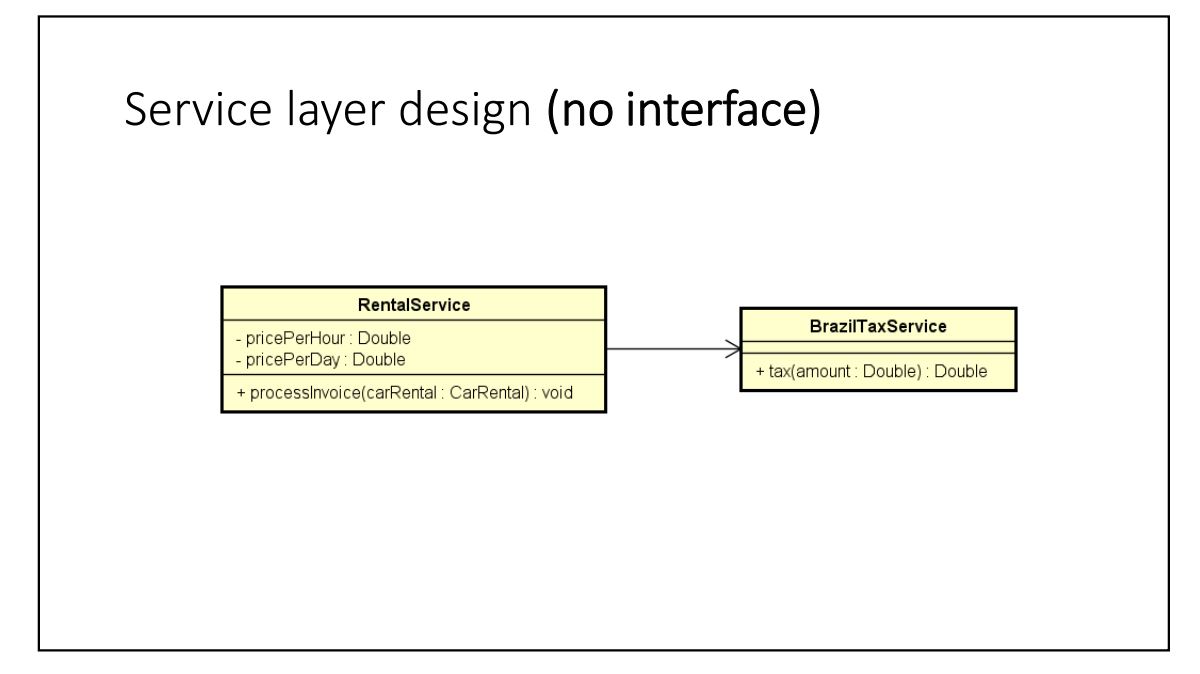 Service layer design (no interface)
RentalService
- pricePerHour : Double
- pricePerDay : Double
+ processInvoice(carRental : CarRental) : void
BrazilTaxService
+ tax(amount : Double) : Double